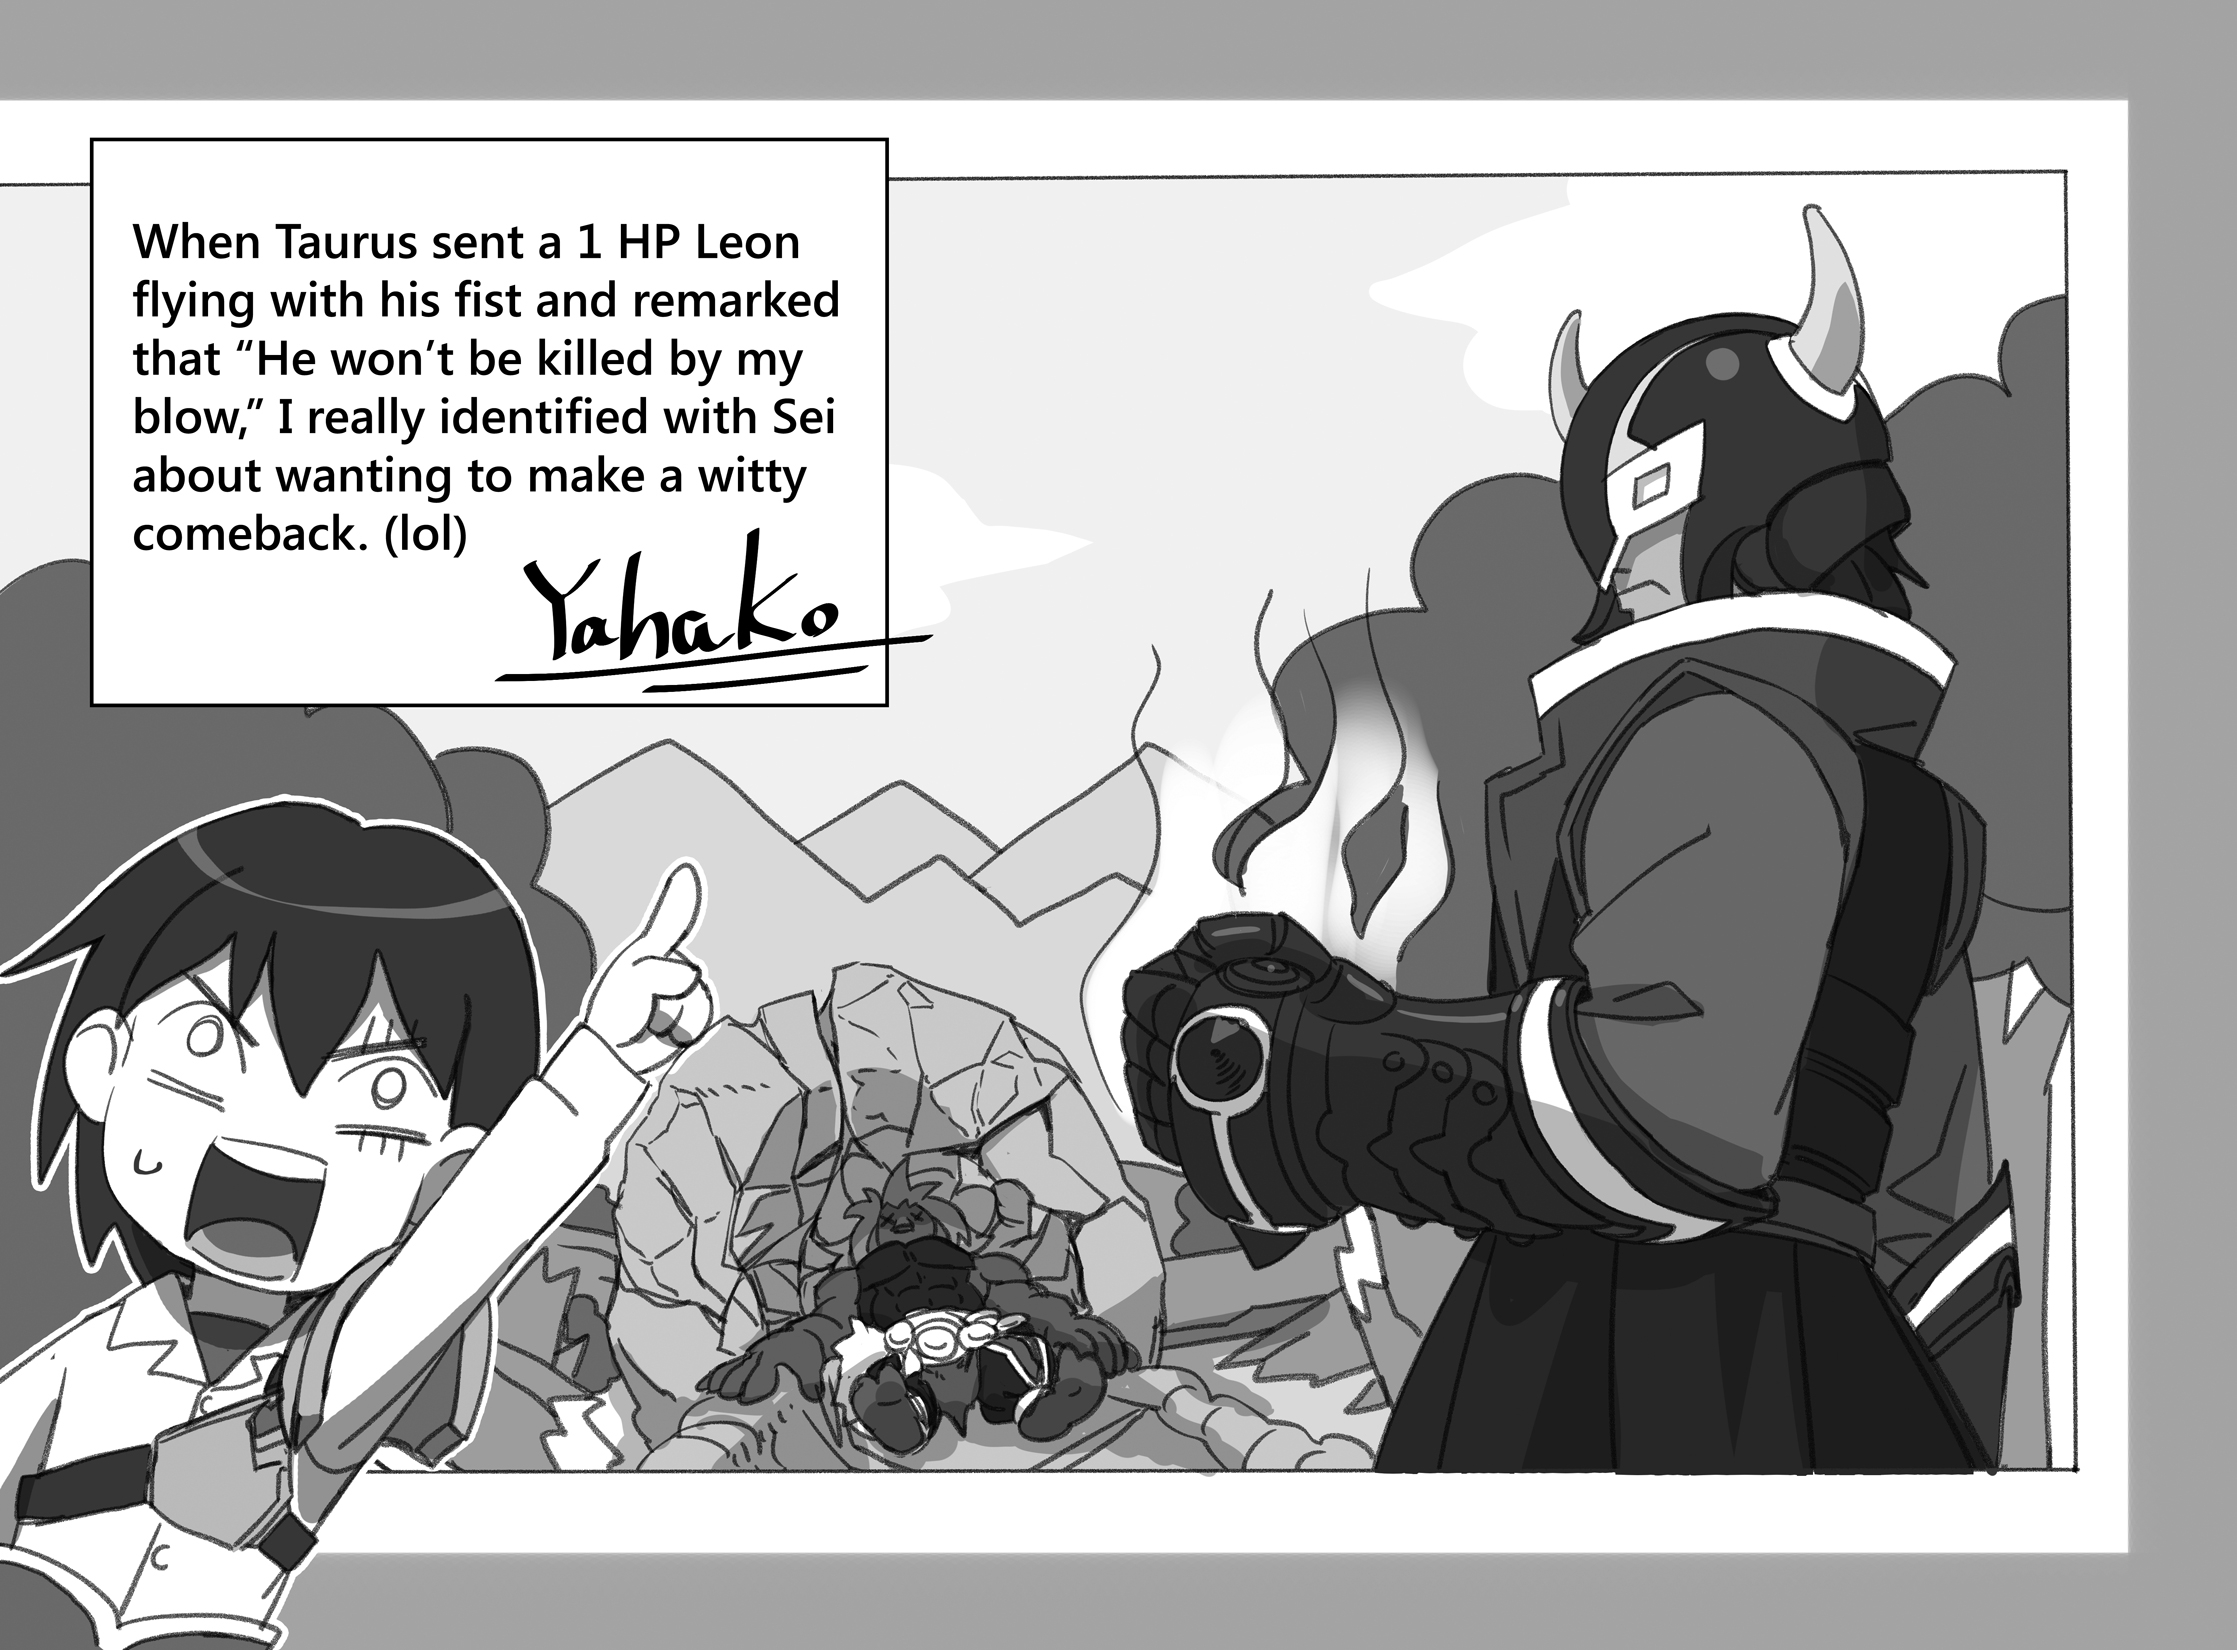 When Taurus sent a 1 HP Leon
flying with his fist and remarked
that “He won’t be killed by my
blow,” I really identified with Sei
about wanting to make a witty
comeback. (lol)
Yahako